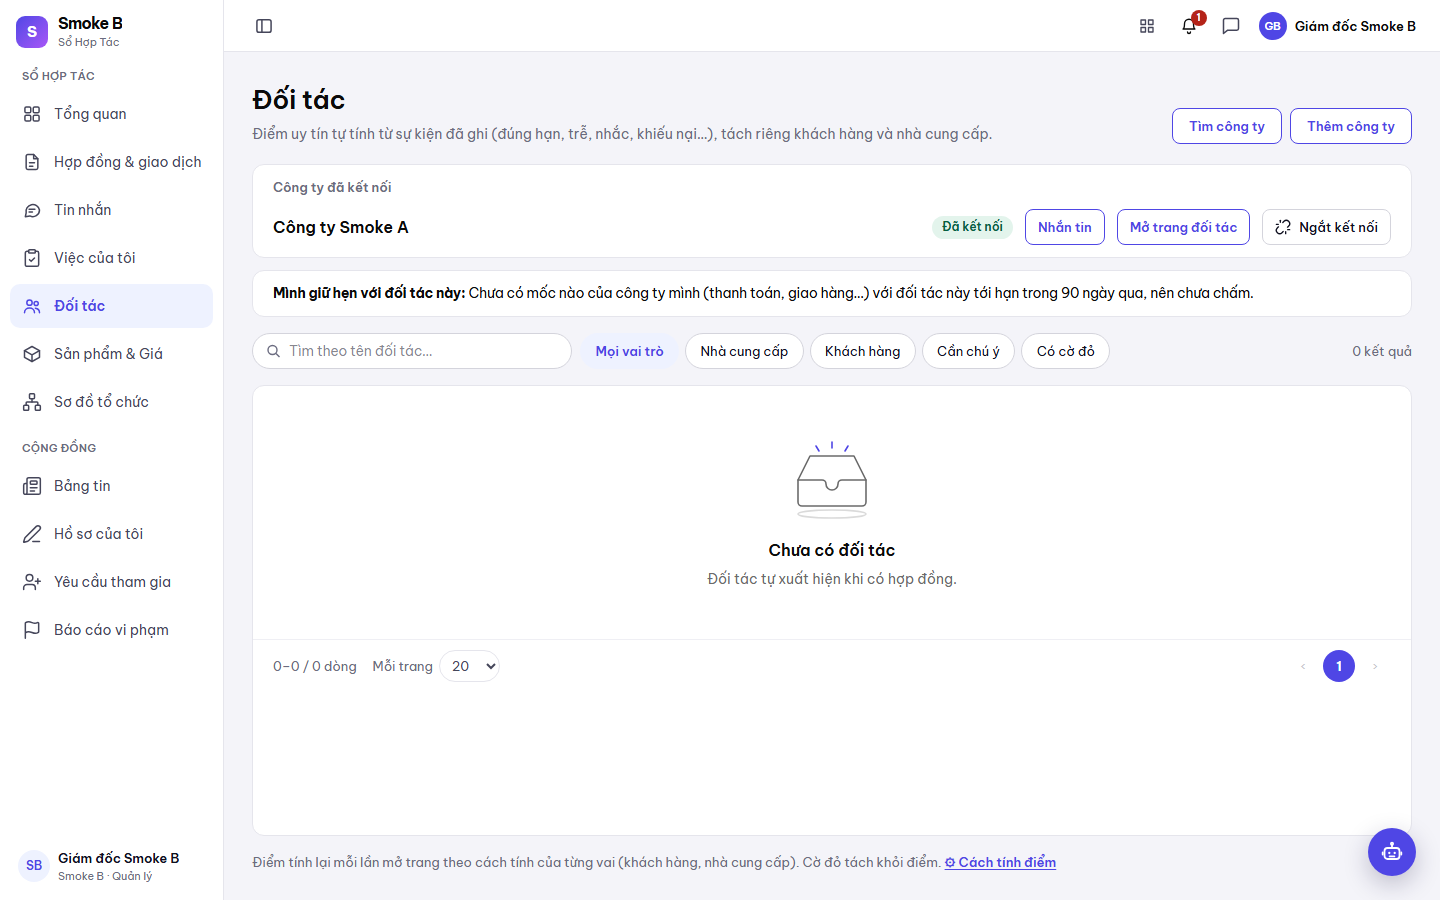 S
Smoke B
Sổ Hợp Tác
SỔ HỢP TÁC
Tổng quan
Hợp đồng & giao dịch
Tin nhắn
Việc của tôi
Đối tác
Sản phẩm & Giá
Sơ đồ tổ chức
CỘNG ĐỒNG
Bảng tin
Hồ sơ của tôi
Yêu cầu tham gia
Báo cáo vi phạm
SB
Giám đốc Smoke B
Smoke B · Quản lý
1
GB
Giám đốc Smoke B
Đối tác
Điểm uy tín tự tính từ sự kiện đã ghi (đúng hạn, trễ, nhắc, khiếu nại...), tách riêng khách hàng và nhà cung cấp.
Tìm công ty
Thêm công ty
Công ty đã kết nối
Công ty Smoke A
Đã kết nối
Nhắn tin
Mở trang đối tác
Ngắt kết nối
Mình giữ hẹn với đối tác này: Chưa có mốc nào của công ty mình (thanh toán, giao hàng...) với đối tác này tới hạn trong 90 ngày qua, nên chưa chấm.
Tìm theo tên đối tác...
Mọi vai trò
Nhà cung cấp
Khách hàng
Cần chú ý
Có cờ đỏ
0 kết quả
Chưa có đối tác
Đối tác tự xuất hiện khi có hợp đồng.
0–0 / 0 dòng
Mỗi trang
20
‹
1
›
Điểm tính lại mỗi lần mở trang theo cách tính của từng vai (khách hàng, nhà cung cấp). Cờ đỏ tách khỏi điểm. ⚙ Cách tính điểm